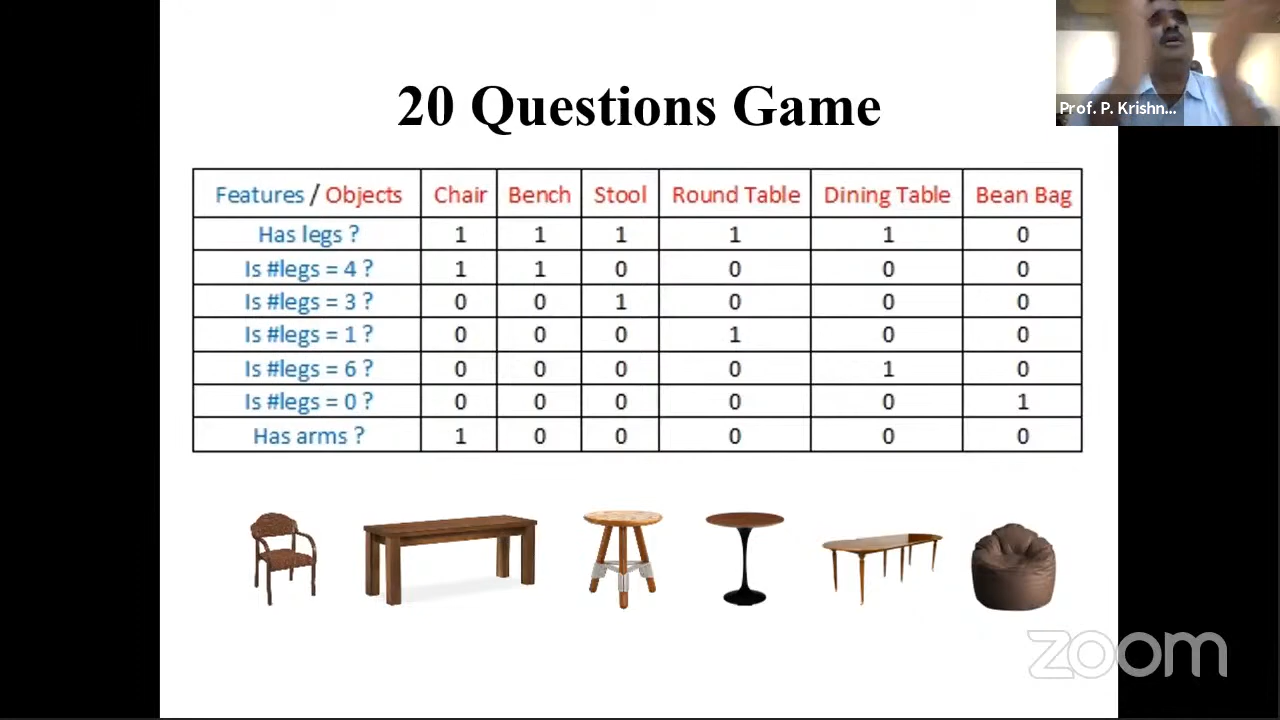 Prof. P. Krishn...
20 Questions Game
Features / Objects Chair Bench Stool Round Table Dining Table Bean Bag
Has legs ? 1 1 1 1 1 0
Is #legs = 4 ? 1 1 0 0 0 0
Is #legs = 3 ? 0 0 1 0 0 0
Is #legs = 1 ? 0 0 0 1 0 0
Is #legs = 6 ? 0 0 0 0 1 0
Is #legs = 0 ? 0 0 0 0 0 1
Has arms ? 1 0 0 0 0 0
zoom